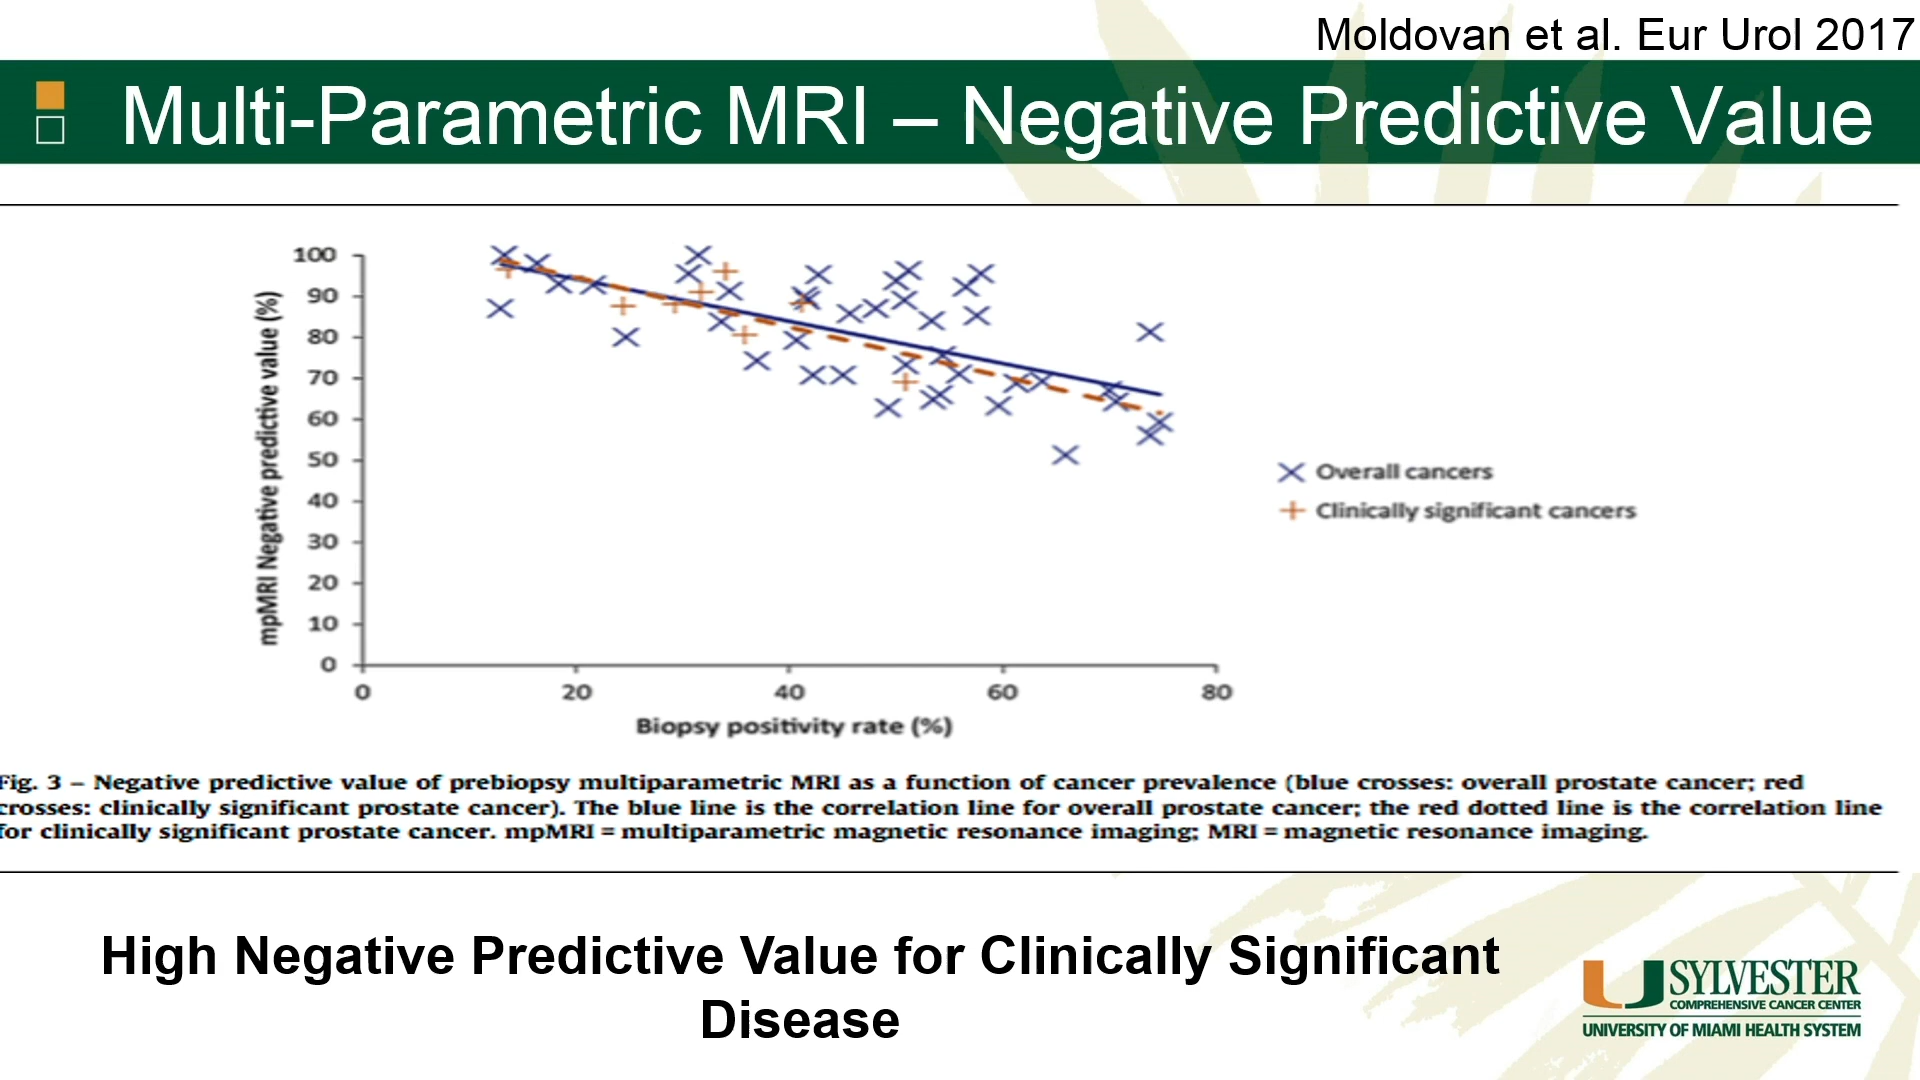 Moldovan et al. Eur Urol 2017
Multi-Parametric MRI – Negative Predictive Value
mpMRI Negative predictive value (%)
100
90
80
70
60
50
40
30
20
10
0
0 20 40 60 80
Biopsy positivity rate (%)
Overall cancers
Clinically significant cancers
Fig. 3 – Negative predictive value of prebiopsy multiparametric MRI as a function of cancer prevalence (blue crosses: overall prostate cancer; red
crosses: clinically significant prostate cancer). The blue line is the correlation line for overall prostate cancer; the red dotted line is the correlation line
for clinically significant prostate cancer. mpMRI = multiparametric magnetic resonance imaging; MRI = magnetic resonance imaging.
High Negative Predictive Value for Clinically Significant
Disease
SYLVESTER
COMPREHENSIVE CANCER CENTER
UNIVERSITY OF MIAMI HEALTH SYSTEM